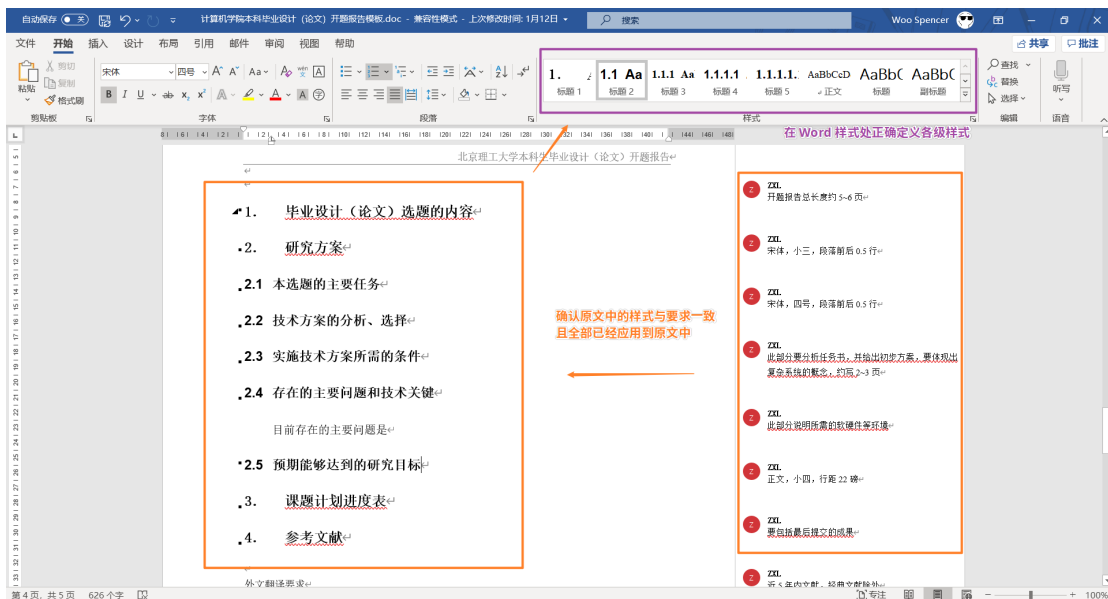 自动保存 关
计算机学院本科毕业设计（论文）开题报告模板.doc - 兼容性模式 - 上次修改时间: 1月12日
搜索
Woo Spencer
文件 开始 插入 设计 布局 引用 邮件 审阅 视图 帮助
共享 批注
粘贴
剪切
复制
格式刷
剪贴板
宋体 四号
字体
段落
1. 标题 1
1.1 Aa 标题 2
1.1.1 Aa 标题 3
1.1.1.1 标题 4
1.1.1.1. 标题 5
AaBbCcD 正文
AaBb( 标题
AaBb( 副标题
样式
查找
替换
选择
编辑
听写
语音
在 Word 样式处正确定义各级样式
北京理工大学本科生毕业设计（论文）开题报告
1. 毕业设计（论文）选题的内容
2. 研究方案
2.1 本选题的主要任务
2.2 技术方案的分析、选择
2.3 实施技术方案所需的条件
2.4 存在的主要问题和技术关键
目前存在的主要问题是
2.5 预期能够达到的研究目标
3. 课题计划进度表
4. 参考文献
外文翻译要求
确认原文中的样式与要求一致
且全部已经应用到原文中
Z ZXL
开题报告总长度约 5~6 页
Z ZXL
宋体，小三，段落前后 0.5 行
Z ZXL
宋体，四号，段落前后 0.5 行
Z ZXL
此部分要分析任务书，并给出初步方案，要体现出
复杂系统的概念，约写 2~3 页
Z ZXL
此部分说明所需的软硬件等环境
Z ZXL
正文，小四，行距 22 磅
Z ZXL
要包括最后提交的成果
Z ZXL
近 5 年内文献，经典文献除外
第 4 页，共 5 页 626 个字
专注
100%